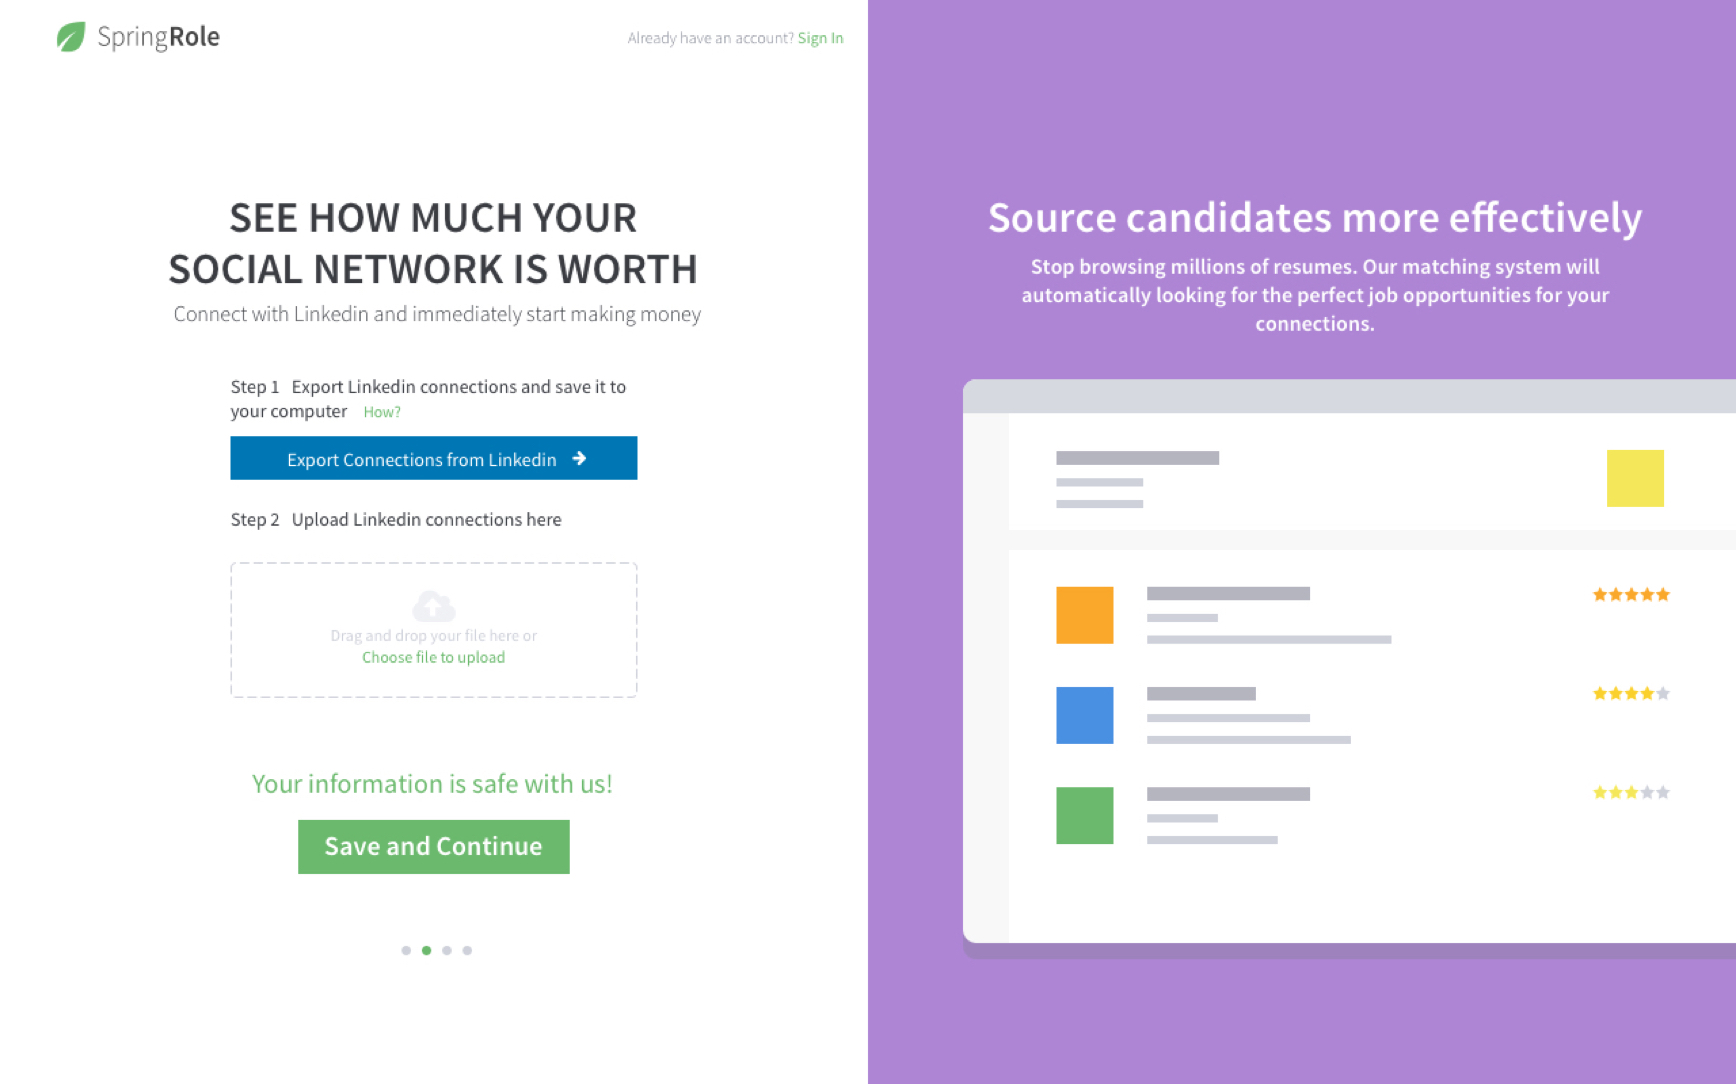 SpringRole
Already have an account? Sign In
SEE HOW MUCH YOUR
SOCIAL NETWORK IS WORTH
Connect with Linkedin and immediately start making money
Step 1 Export Linkedin connections and save it to
your computer How?
Export Connections from Linkedin
Step 2 Upload Linkedin connections here
Drag and drop your file here or
Choose file to upload
Your information is safe with us!
Save and Continue
Source candidates more effectively
Stop browsing millions of resumes. Our matching system will
automatically looking for the perfect job opportunities for your
connections.